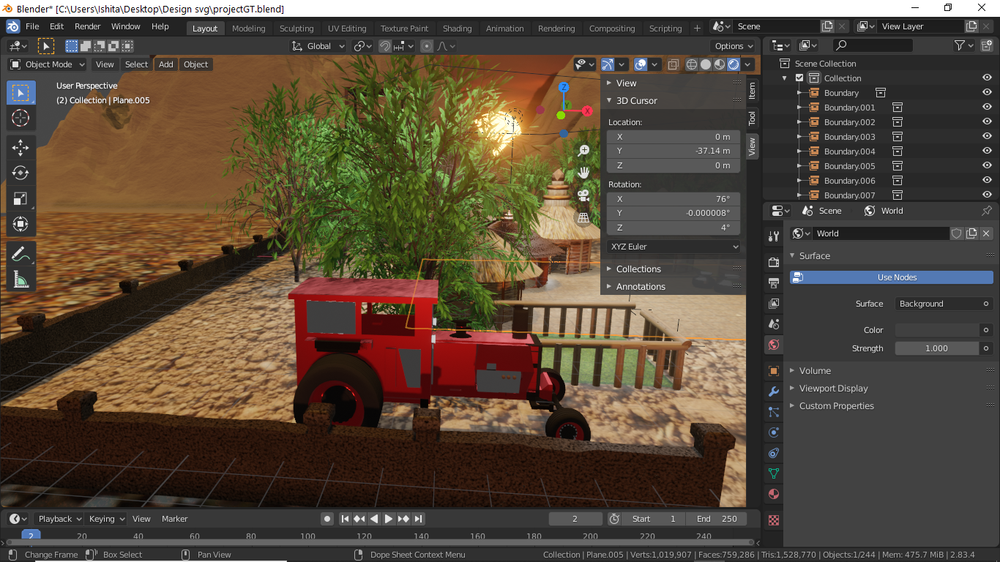 Blender* [C:\Users\Ishita\Desktop\Design svg\projectGT.blend]
File Edit Render Window Help Layout Modeling Sculpting UV Editing Texture Paint Shading Animation Rendering Compositing Scripting + Scene View Layer
Global Options
Object Mode View Select Add Object
User Perspective
(2) Collection | Plane.005
Z
X
Y
View
3D Cursor
Location:
X 0 m
Y -37.14 m
Z 0 m
Rotation:
X 76°
Y -0.000008°
Z 4°
XYZ Euler
Collections
Annotations
Item
Tool
View
Scene Collection
Collection
Boundary
Boundary.001
Boundary.002
Boundary.003
Boundary.004
Boundary.005
Boundary.006
Boundary.007
Scene World
World
Surface
Use Nodes
Surface Background
Color
Strength 1.000
Volume
Viewport Display
Custom Properties
Playback Keying View Marker 2 Start 1 End 250
2 20 40 60 80 100 120 140 160 180 200 220 240
Change Frame Box Select Pan View Dope Sheet Context Menu Collection | Plane.005 | Verts:1,019,907 | Faces:759,286 | Tris:1,528,770 | Objects:1/244 | Mem: 475.7 MiB | 2.83.4